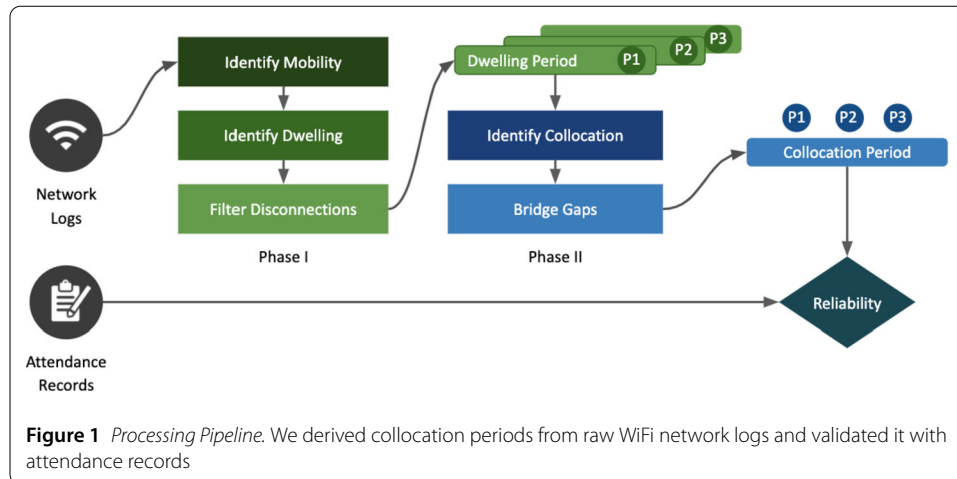 Identify Mobility
Identify Dwelling
Filter Disconnections
Phase I
Network
Logs
Attendance
Records
P3
P2
Dwelling Period P1
Identify Collocation
Bridge Gaps
Phase II
P1 P2 P3
Collocation Period
Reliability
Figure 1 Processing Pipeline. We derived collocation periods from raw WiFi network logs and validated it with
attendance records